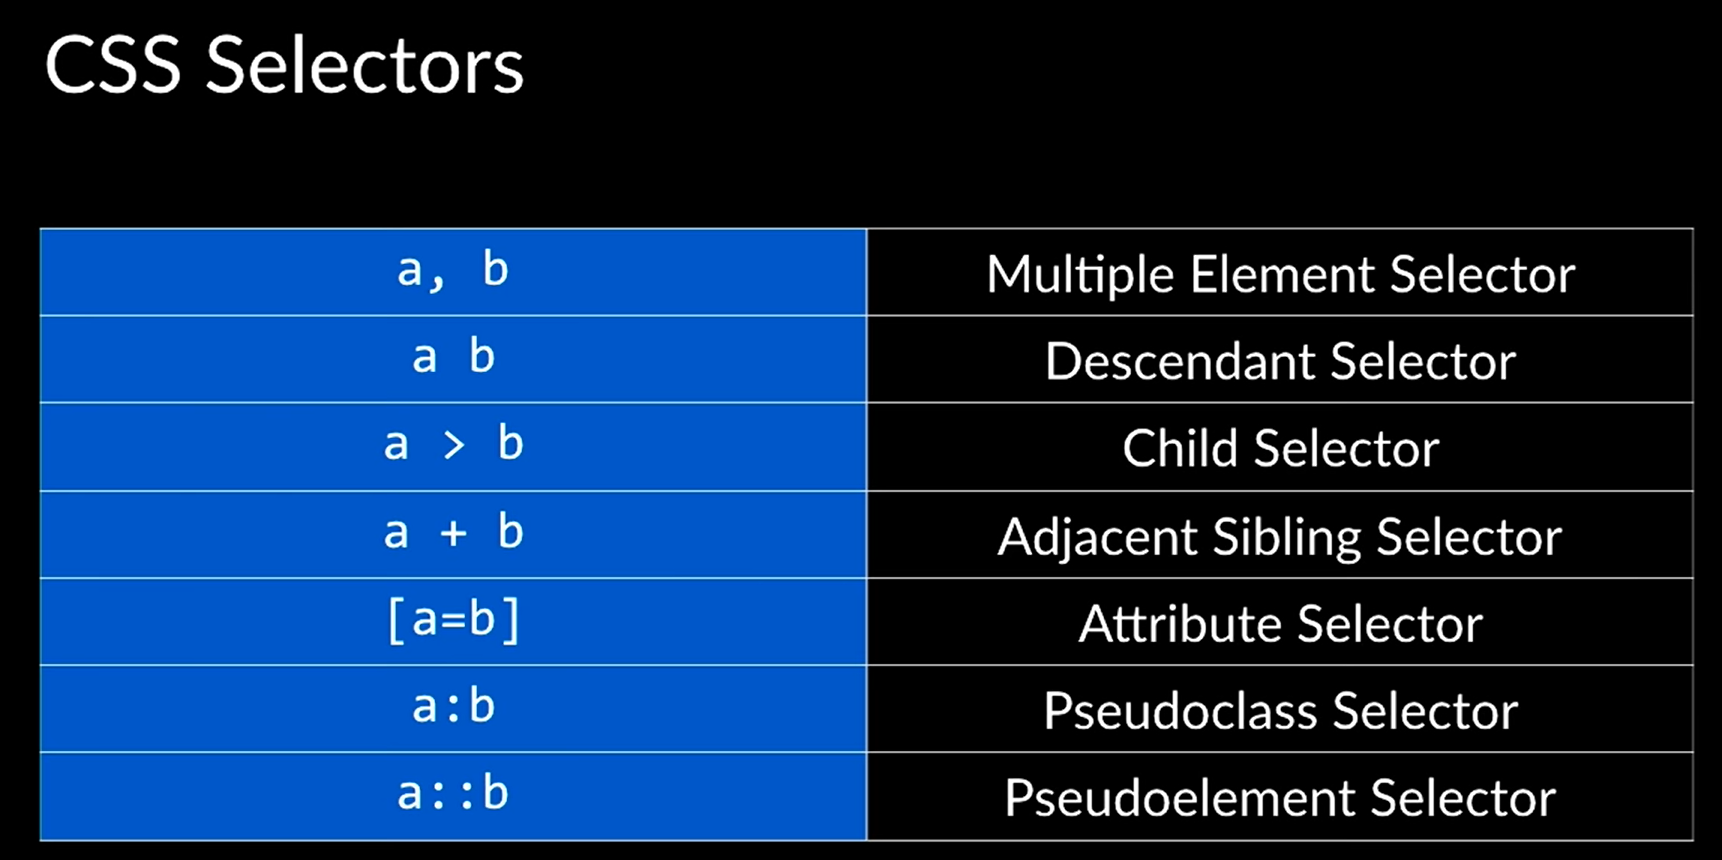 CSS Selectors
a, b Multiple Element Selector
a b Descendant Selector
a > b Child Selector
a + b Adjacent Sibling Selector
[a=b] Attribute Selector
a:b Pseudoclass Selector
a::b Pseudoelement Selector